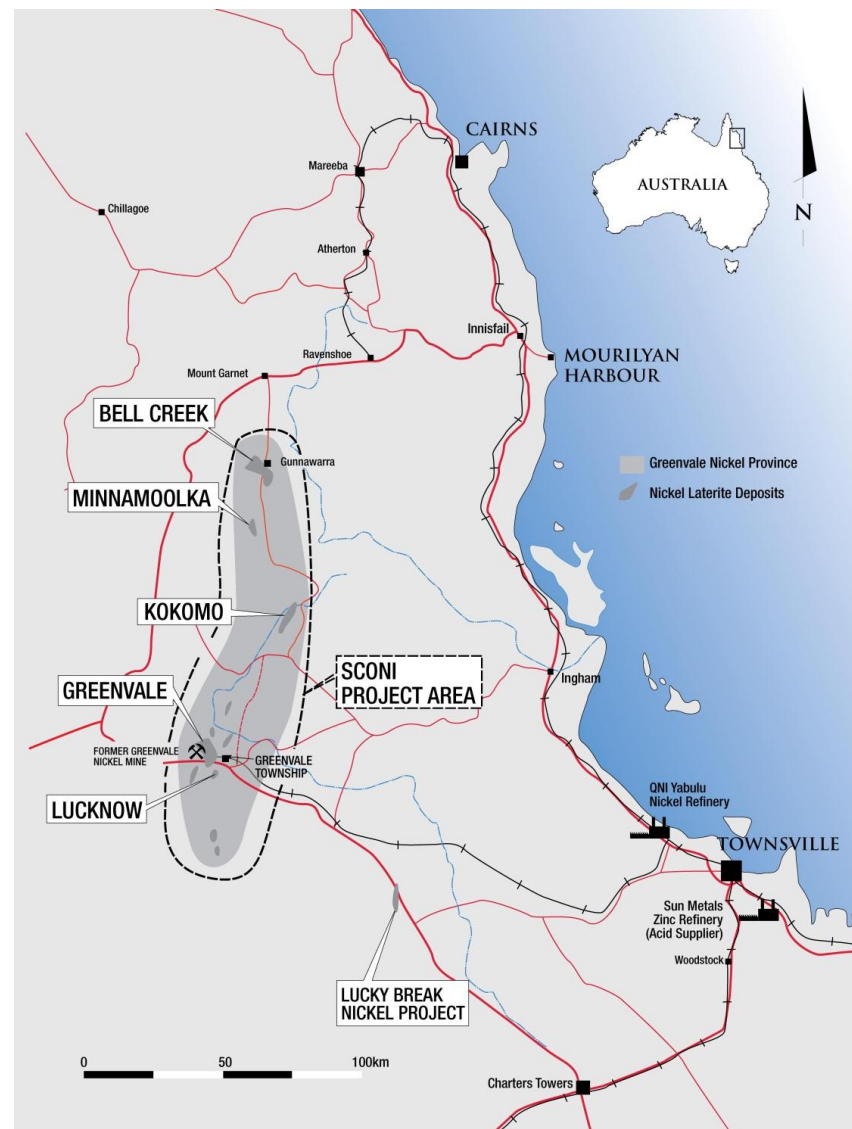 CAIRNS
Mareeba
AUSTRALIA
N
Chillagoe
Atherton
Innisfail
MOURILYAN
HARBOUR
Ravenshoe
Mount Garnet
BELL CREEK
Gunnawarra
Greenvale Nickel Province
Nickel Laterite Deposits
MINNAMOOLKA
KOKOMO
SCONI
PROJECT AREA
Ingham
GREENVALE
FORMER GREENVALE
NICKEL MINE
GREENVALE
TOWNSHIP
LUCKNOW
QNI Yabulu
Nickel Refinery
TOWNSVILLE
Sun Metals
Zinc Refinery
(Acid Supplier)
Woodstock
LUCKY BREAK
NICKEL PROJECT
0 50 100km
Charters Towers